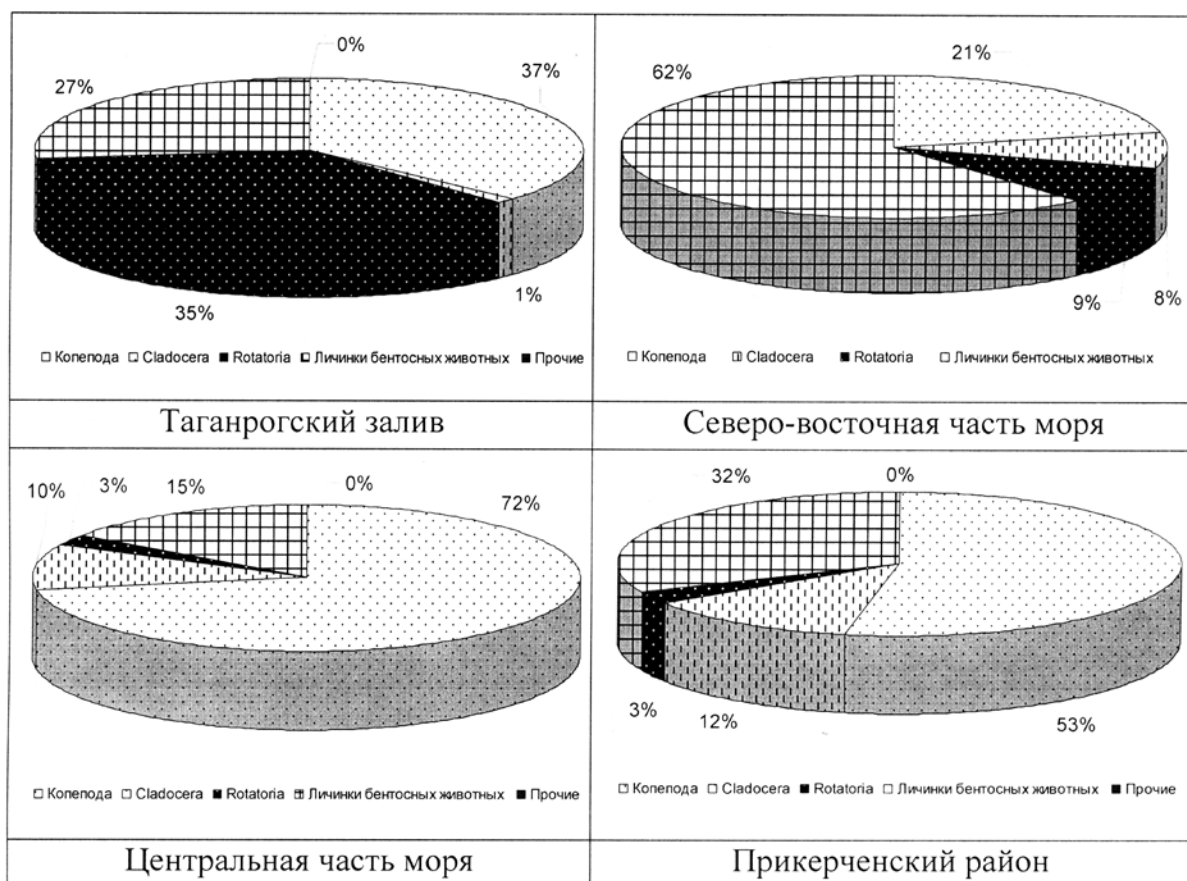 0%
27%
37%
35%
1%
Копепода Cladocera Rotatoria Личинки бентосных животных Прочие
Таганрогский залив
62%
21%
9%
8%
Копепода Cladocera Rotatoria Личинки бентосных животных
Северо-восточная часть моря
10%
3%
15%
0%
72%
Копепода Cladocera Rotatoria Личинки бентосных животных Прочие
Центральная часть моря
32%
0%
3%
12%
53%
Копепода Cladocera Rotatoria Личинки бентосных животных Прочие
Прикерченский район